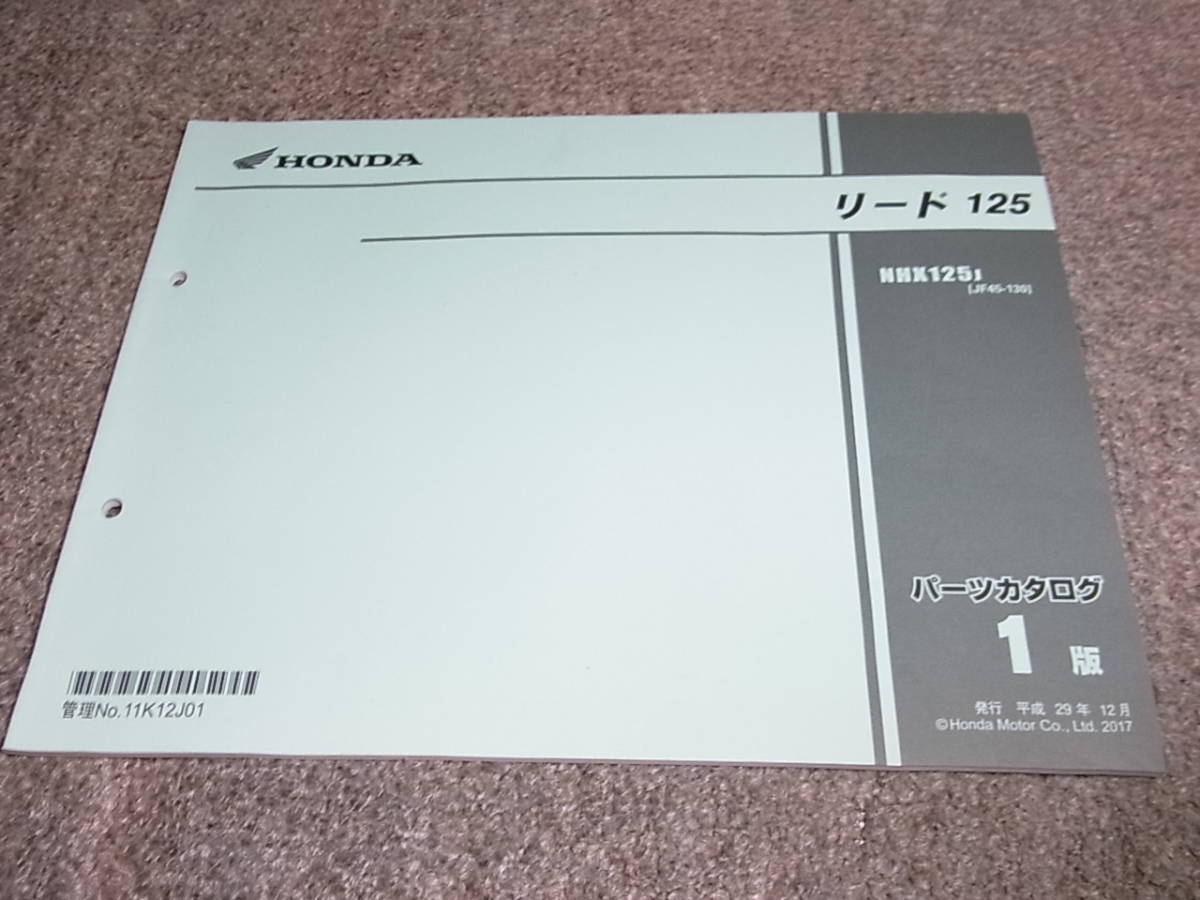 HONDA
リード 125
NHX125J
[JF45-130]
パーツカタログ
1 版
発行 平成 29 年 12 月
©Honda Motor Co., Ltd. 2017
管理No.11K12J01